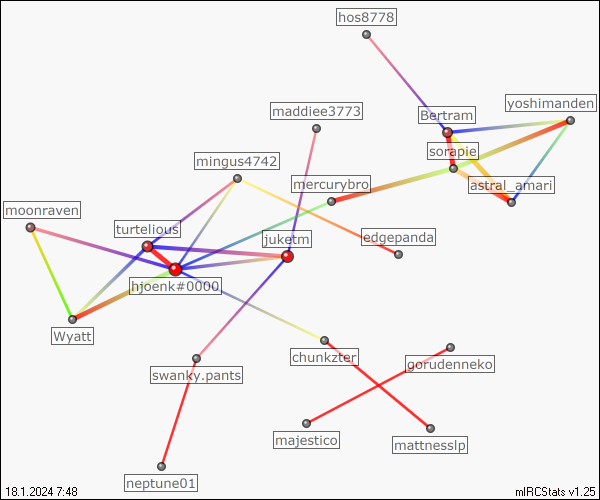 hos8778
yoshimanden
maddiee3773
Bertram
sorapie
mingus4742
mercurybro
astral_amari
moonraven
turtelious
juketm
edgepanda
hjoenk#0000
Wyatt
chunkzter
gorudenneko
swanky.pants
majestico
mattnesslp
neptune01
18.1.2024 7:48
mIRCStats v1.25